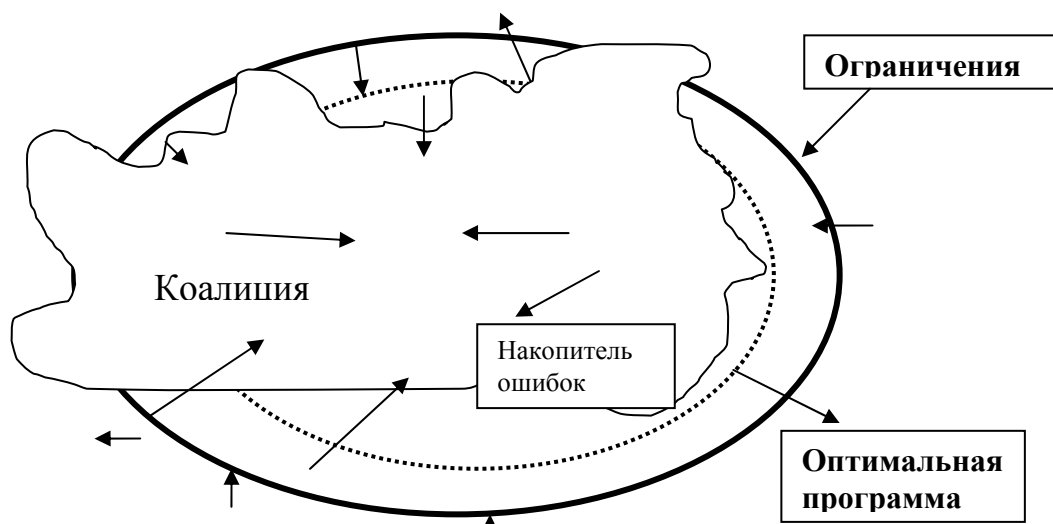 Ограничения
Коалиция
Накопитель
ошибок
Оптимальная
программа